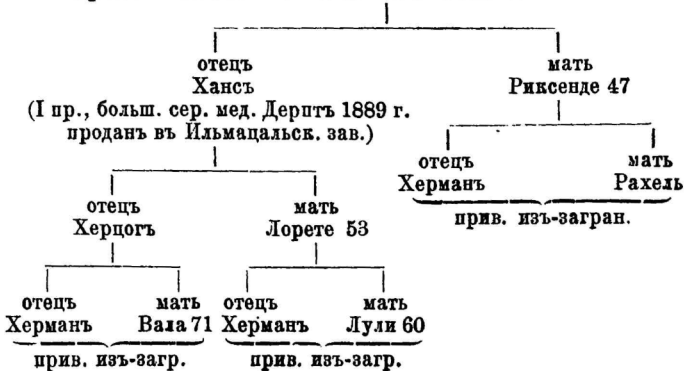 отецъ мать
Хансъ Риксенде 47
(I пр., больш. сер. мед. Дерптъ 1889 г.
проданъ въ Ильмацальск. зав.)
отецъ мать
Херманъ Рахель
прив. изъ-загран.
отецъ мать
Херцогъ Лорете 53
отецъ мать отецъ мать
Херманъ Вала 71 Херманъ Лули 60
прив. изъ-загр. прив. изъ-загр.